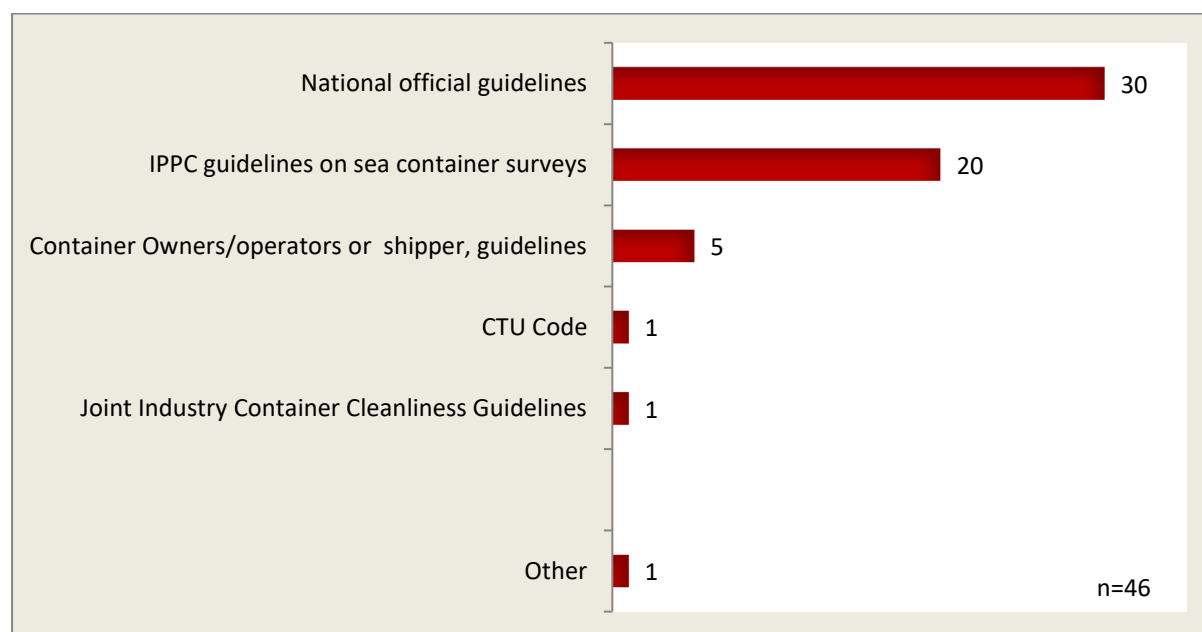 National official guidelines 30
IPPC guidelines on sea container surveys 20
Container Owners/operators or  shipper, guidelines 5
CTU Code 1
Joint Industry Container Cleanliness Guidelines 1
Other 1
n=46